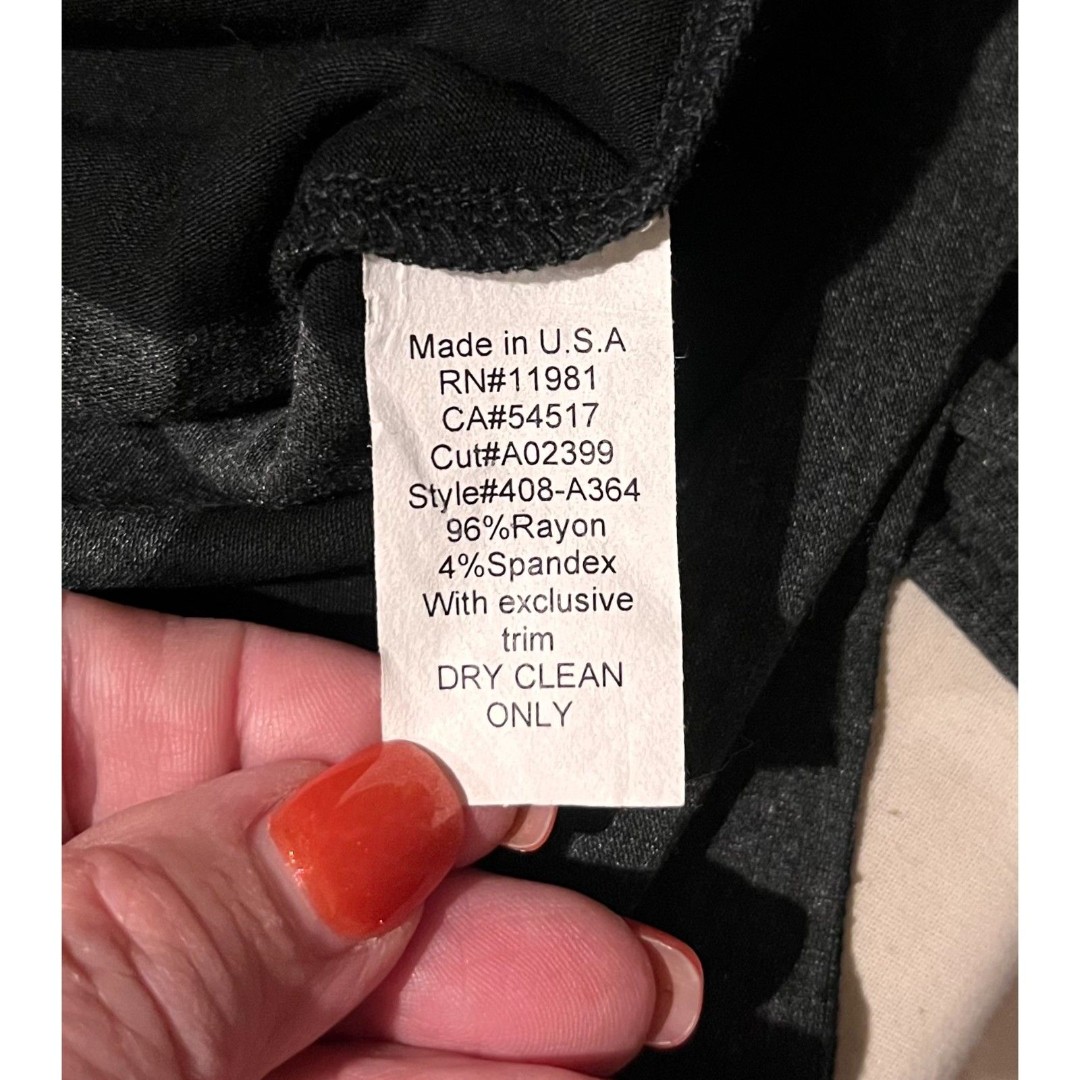 Made in U.S.A
RN#11981
CA#54517
Cut#A02399
Style#408-A364
96%Rayon
4%Spandex
With exclusive
trim
DRY CLEAN
ONLY